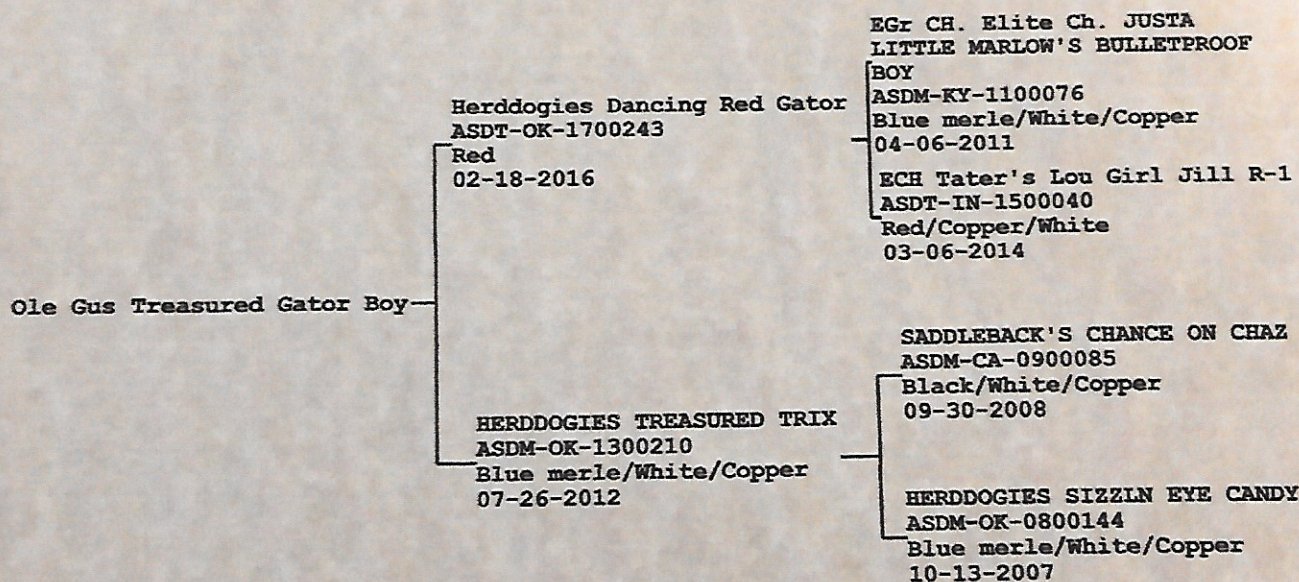 EGr CH. Elite Ch. JUSTA
LITTLE MARLOW'S BULLETPROOF
BOY
ASDM-KY-1100076
Blue merle/White/Copper
04-06-2011
Herddogies Dancing Red Gator
ASDT-OK-1700243
Red
02-18-2016
ECH Tater's Lou Girl Jill R-1
ASDT-IN-1500040
Red/Copper/White
03-06-2014
Ole Gus Treasured Gator Boy
SADDLEBACK'S CHANCE ON CHAZ
ASDM-CA-0900085
Black/White/Copper
09-30-2008
HERDDOGIES TREASURED TRIX
ASDM-OK-1300210
Blue merle/White/Copper
07-26-2012
HERDDOGIES SIZZLN EYE CANDY
ASDM-OK-0800144
Blue merle/White/Copper
10-13-2007